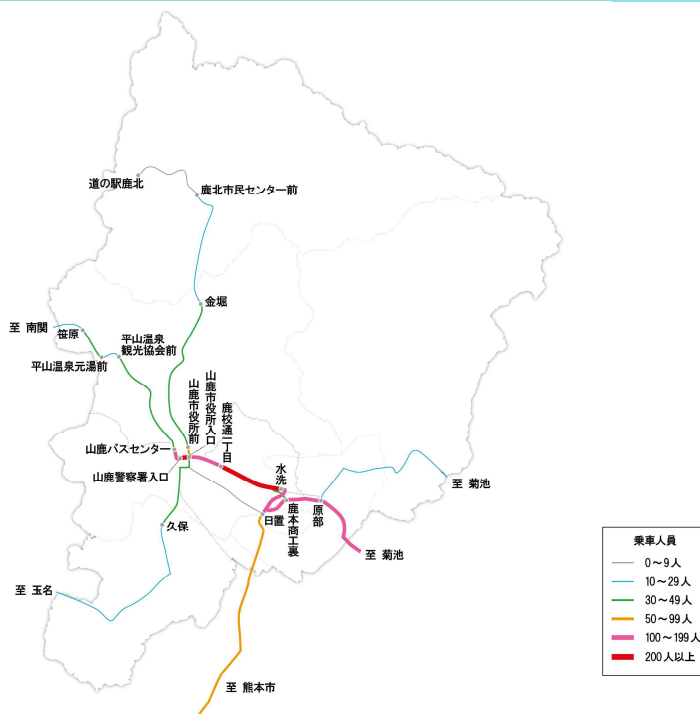 道の駅鹿北
鹿北市民センター前
金堀
至 南関
笹原
平山温泉
観光協会前
平山温泉元湯前
山鹿市役所前
山鹿市役所入口
鹿校通一丁目
山鹿バスセンター
山鹿警察署入口
水洗
至 菊池
日置
鹿本商工裏
原部
久保
至 菊池
至 玉名
至 熊本市
乗車人員
0～9人
10～29人
30～49人
50～99人
100～199人
200人以上